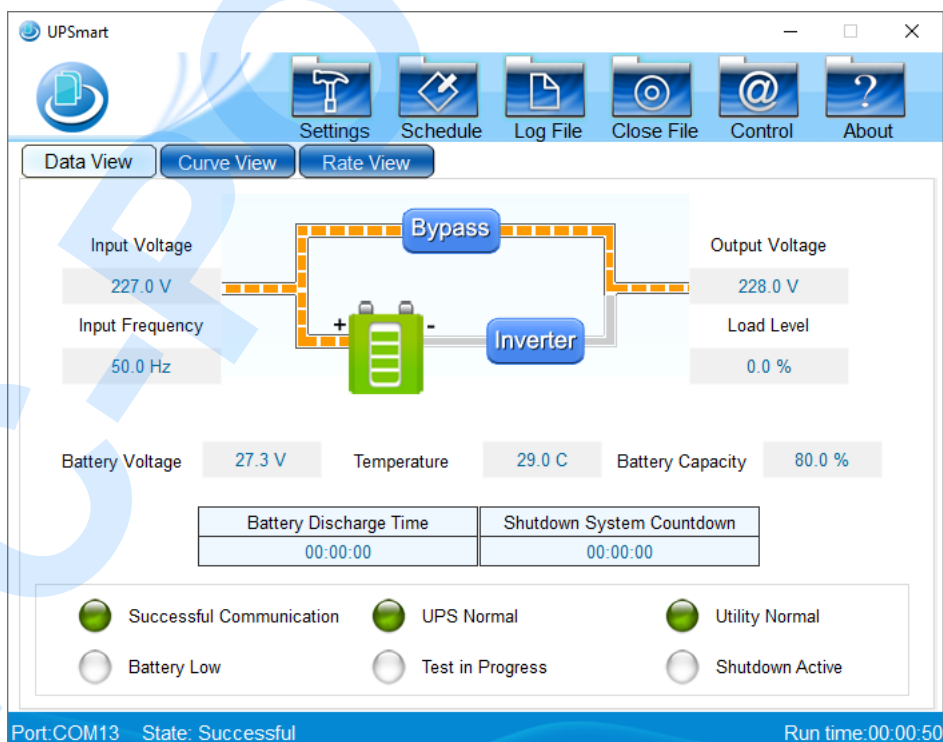 UPSmart
Settings Schedule Log File Close File Control About
Data View Curve View Rate View
Bypass
Input Voltage Output Voltage
227.0 V 228.0 V
Input Frequency + - Inverter Load Level
50.0 Hz 0.0 %
Battery Voltage 27.3 V Temperature 29.0 C Battery Capacity 80.0 %
Battery Discharge Time Shutdown System Countdown
00:00:00 00:00:00
Successful Communication UPS Normal Utility Normal
Battery Low Test in Progress Shutdown Active
Port:COM13 State: Successful Run time:00:00:50